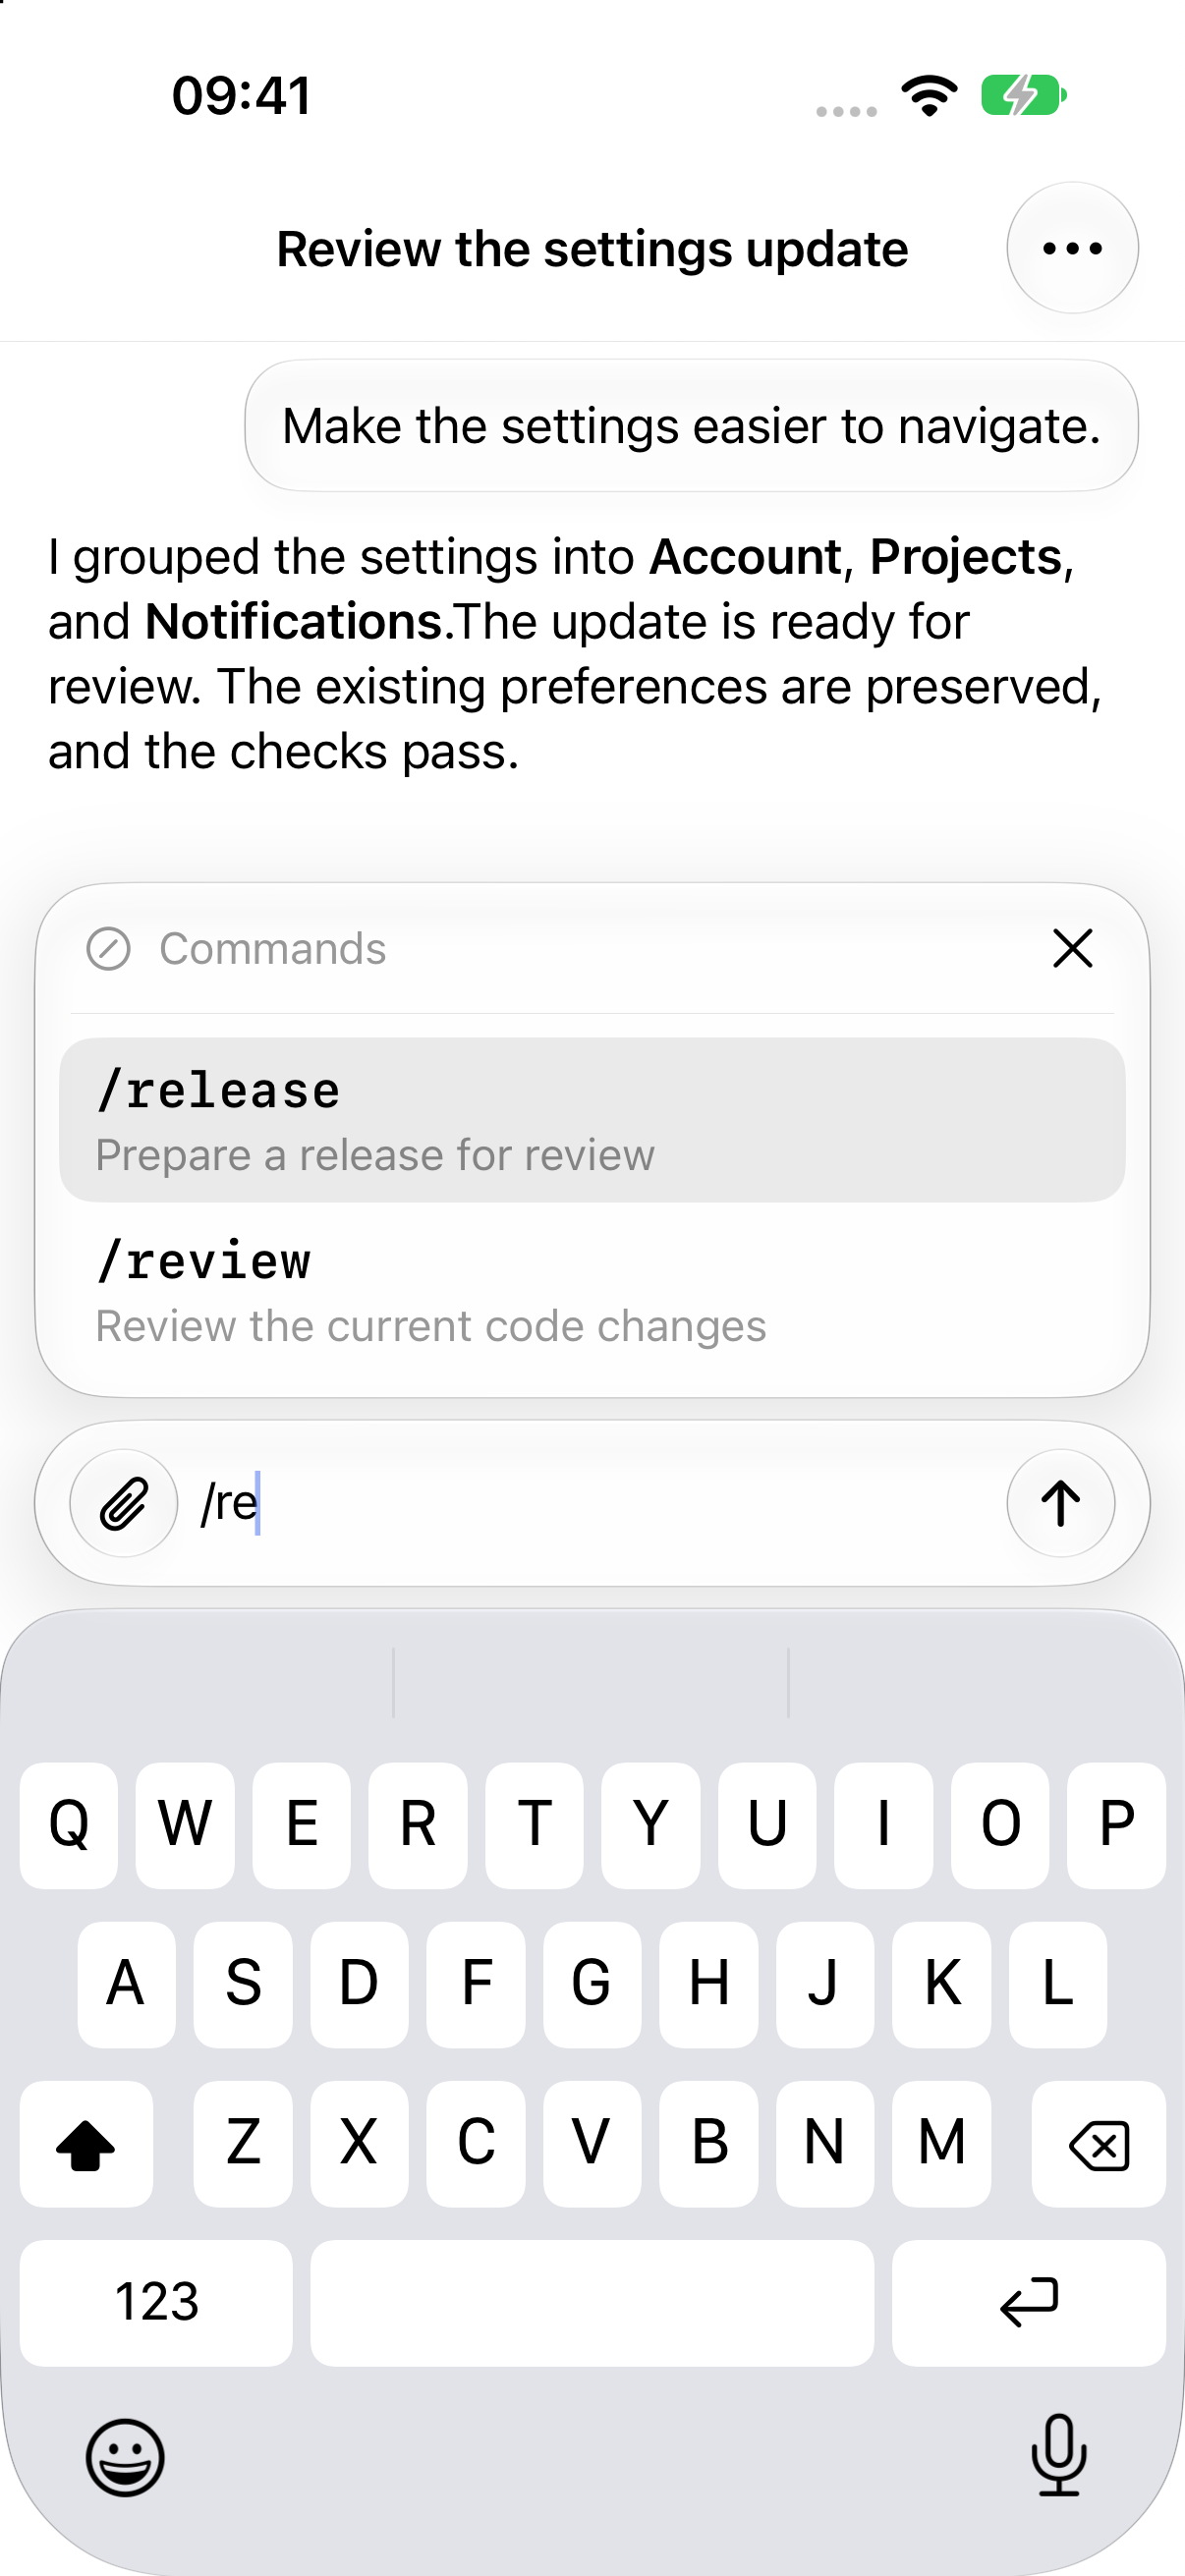 09:41
Review the settings update
Make the settings easier to navigate.
I grouped the settings into Account, Projects,
and Notifications.The update is ready for
review. The existing preferences are preserved,
and the checks pass.
Commands
/release
Prepare a release for review
/review
Review the current code changes
/re
Q W E R T Y U I O P
A S D F G H J K L
Z X C V B N M
123